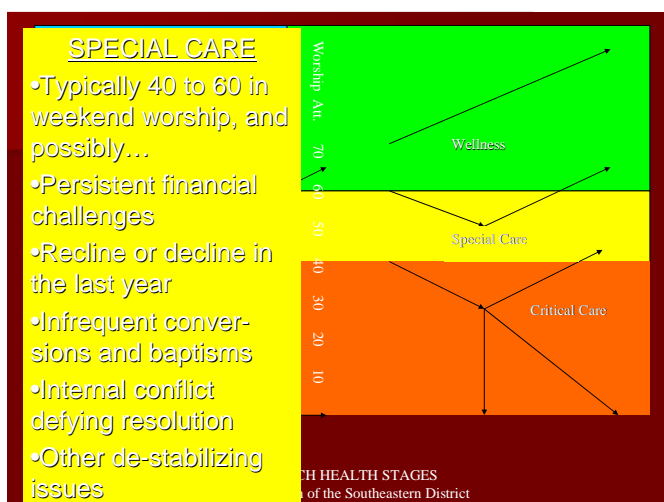 SPECIAL CARE
•Typically 40 to 60 in
weekend worship, and
possibly…
•Persistent financial
challenges
•Recline or decline in
the last year
•Infrequent conver-
sions and baptisms
•Internal conflict
defying resolution
•Other de-stabilizing
issues
Worship Att. 70 60 50 40 30 20 10
Wellness
Special Care
Critical Care
CH HEALTH STAGES
of the Southeastern District